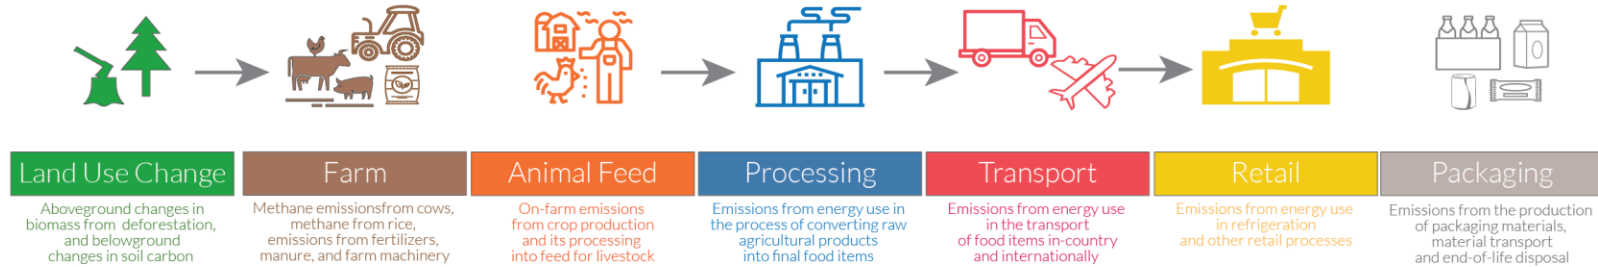 Land Use Change
Aboveground changes in
biomass from deforestation,
and belowground
changes in soil carbon
Farm
Methane emissionsfrom cows,
methane from rice,
emissions from fertilizers,
manure, and farm machinery
Animal Feed
On-farm emissions
from crop production
and its processing
into feed for livestock
Processing
Emissions from energy use in
the process of converting raw
agricultural products
into final food items
Transport
Emissions from energy use
in the transport
of food items in-country
and internationally
Retail
Emissions from energy use
in refrigeration
and other retail processes
Packaging
Emissions from the production
of packaging materials,
material transport
and end-of-life disposal